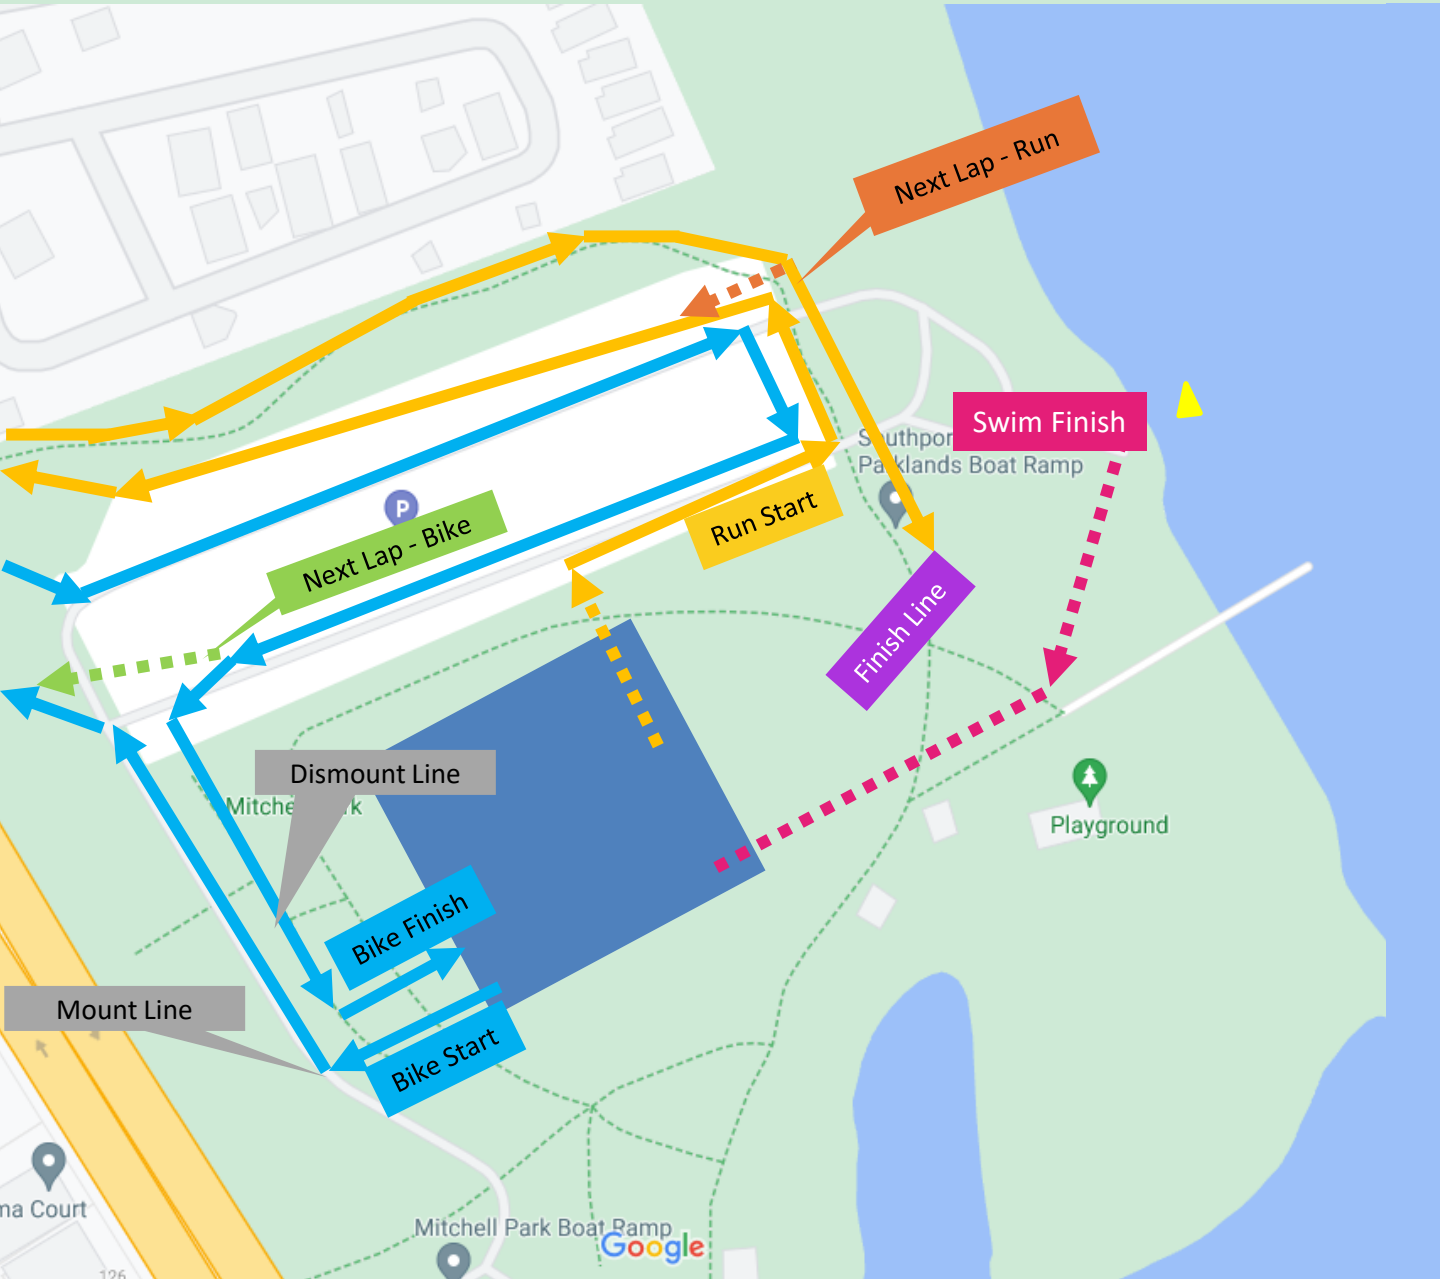 Next Lap - Run
Swim Finish
Parklands Boat Ramp
P
Run Start
Next Lap - Bike
Finish Line
Dismount Line
Playground
Bike Finish
Mount Line
Bike Start
Court
Mitchell Park Boat Ramp
Google
126